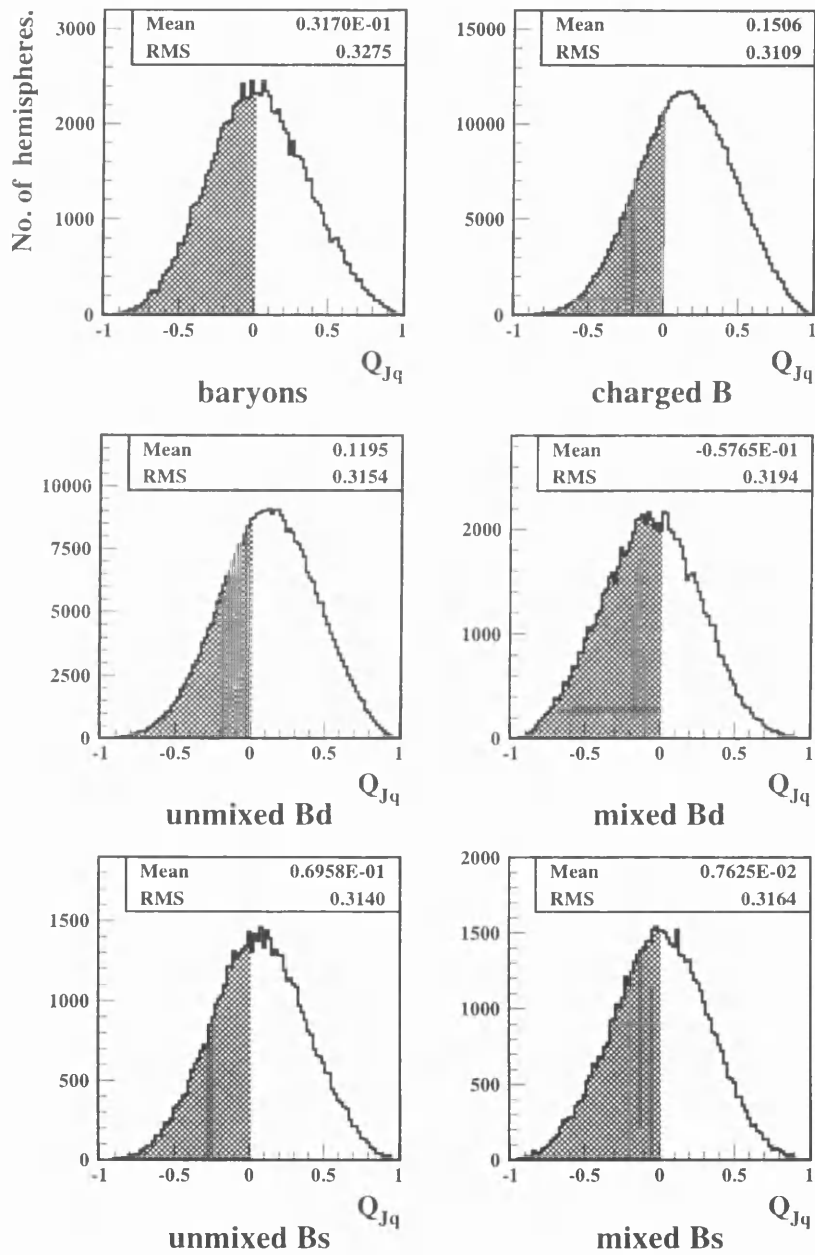 No. of hemispheres.
Mean 0.3170E-01
RMS 0.3275
3000
2000
1000
0
-1 -0.5 0 0.5 1
Q_Jq
baryons
Mean 0.1506
RMS 0.3109
15000
10000
5000
0
-1 -0.5 0 0.5 1
Q_Jq
charged B
Mean 0.1195
RMS 0.3154
10000
7500
5000
2500
0
-1 -0.5 0 0.5 1
Q_Jq
unmixed Bd
Mean -0.5765E-01
RMS 0.3194
2000
1000
0
-1 -0.5 0 0.5 1
Q_Jq
mixed Bd
Mean 0.6958E-01
RMS 0.3140
1500
1000
500
0
-1 -0.5 0 0.5 1
Q_Jq
unmixed Bs
Mean 0.7625E-02
RMS 0.3164
2000
1500
1000
500
0
-1 -0.5 0 0.5 1
Q_Jq
mixed Bs